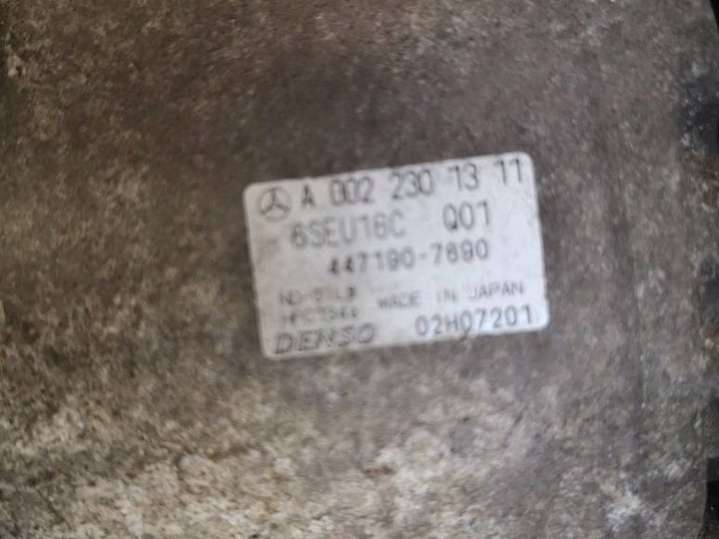 A 002 230 13 11
6SEU16C Q01
447190-7690
MADE IN JAPAN
DENSO 02H07201